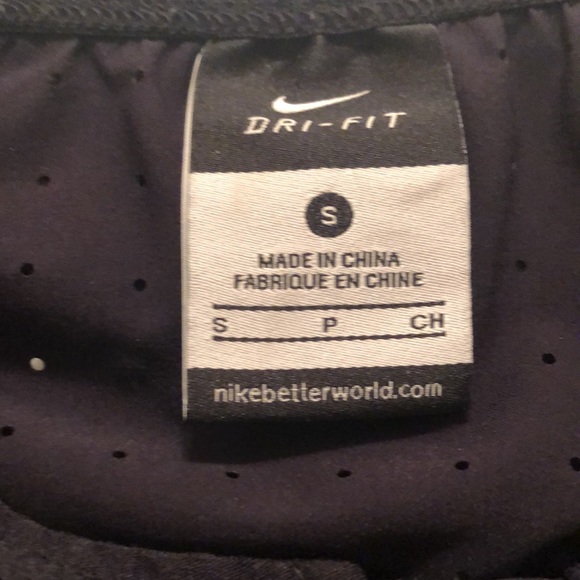 DRI-FIT
S
MADE IN CHINA
FABRIQUE EN CHINE
S P CH
nikebetterworld.com